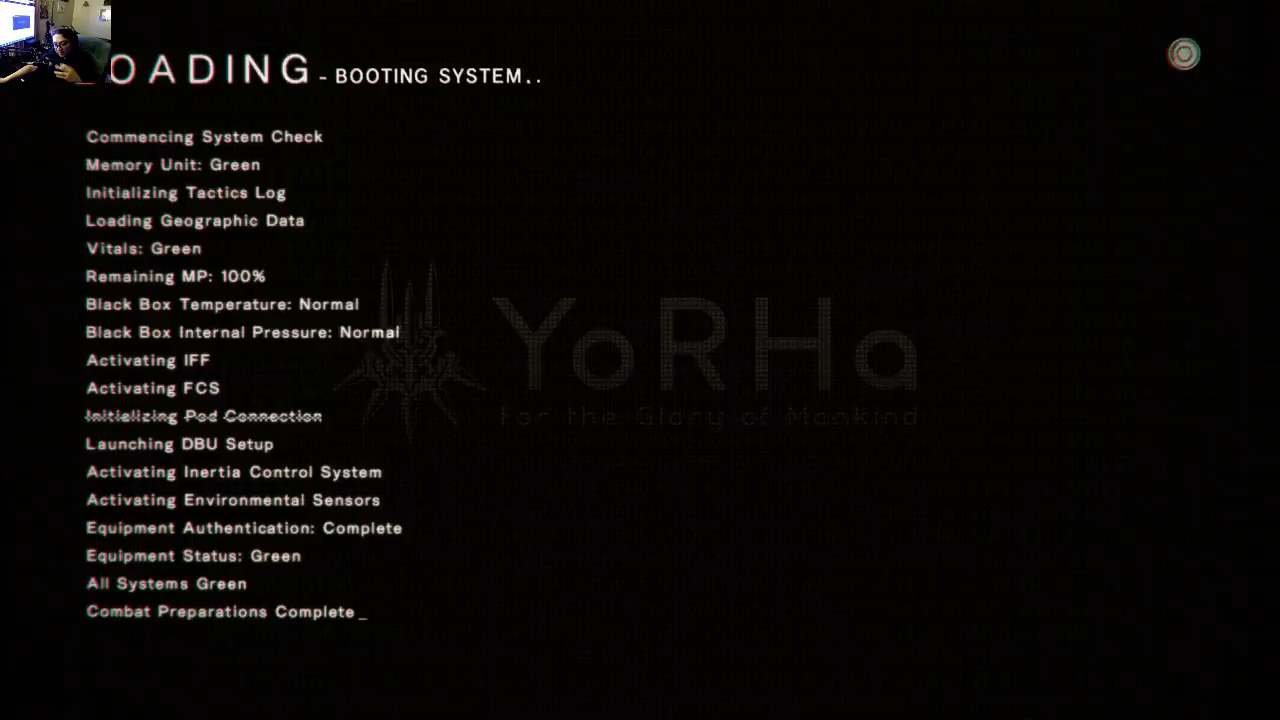 OADING - BOOTING SYSTEM..
Commencing System Check
Memory Unit: Green
Initializing Tactics Log
Loading Geographic Data
Vitals: Green
Remaining MP: 100%
Black Box Temperature: Normal
Black Box Internal Pressure: Normal
Activating IFF
Activating FCS
Initializing Pod Connection
Launching DBU Setup
Activating Inertia Control System
Activating Environmental Sensors
Equipment Authentication: Complete
Equipment Status: Green
All Systems Green
Combat Preparations Complete_
YoRHa
For the Glory of Mankind